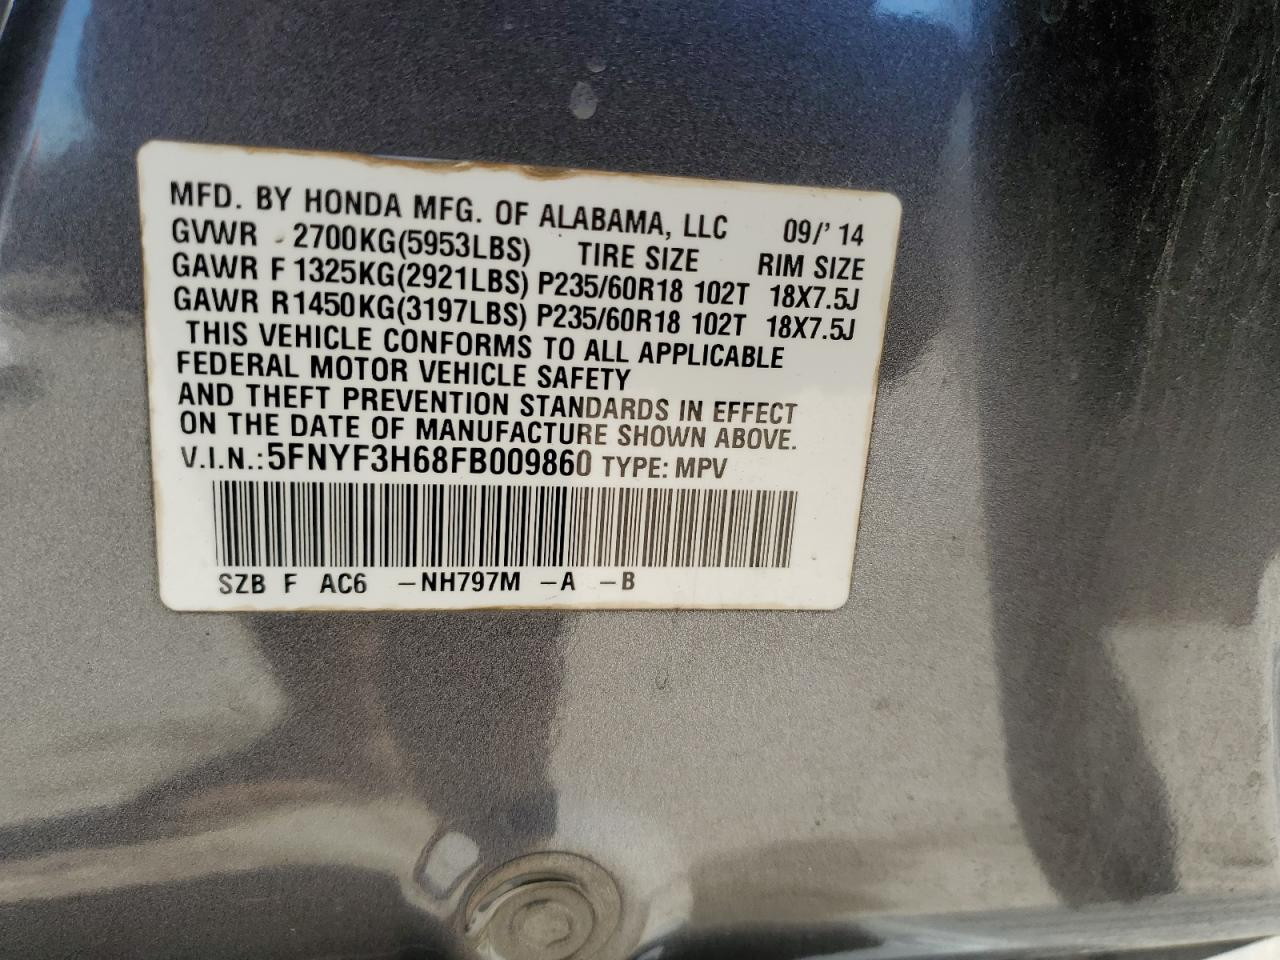 MFD. BY HONDA MFG. OF ALABAMA, LLC 09/'14
GVWR 2700KG(5953LBS) TIRE SIZE RIM SIZE
GAWR F 1325KG(2921LBS) P235/60R18 102T 18X7.5J
GAWR R1450KG(3197LBS) P235/60R18 102T 18X7.5J
THIS VEHICLE CONFORMS TO ALL APPLICABLE
FEDERAL MOTOR VEHICLE SAFETY
AND THEFT PREVENTION STANDARDS IN EFFECT
ON THE DATE OF MANUFACTURE SHOWN ABOVE.
V.I.N.:5FNYF3H68FB009860 TYPE: MPV
SZB F AC6 -NH797M -A -B